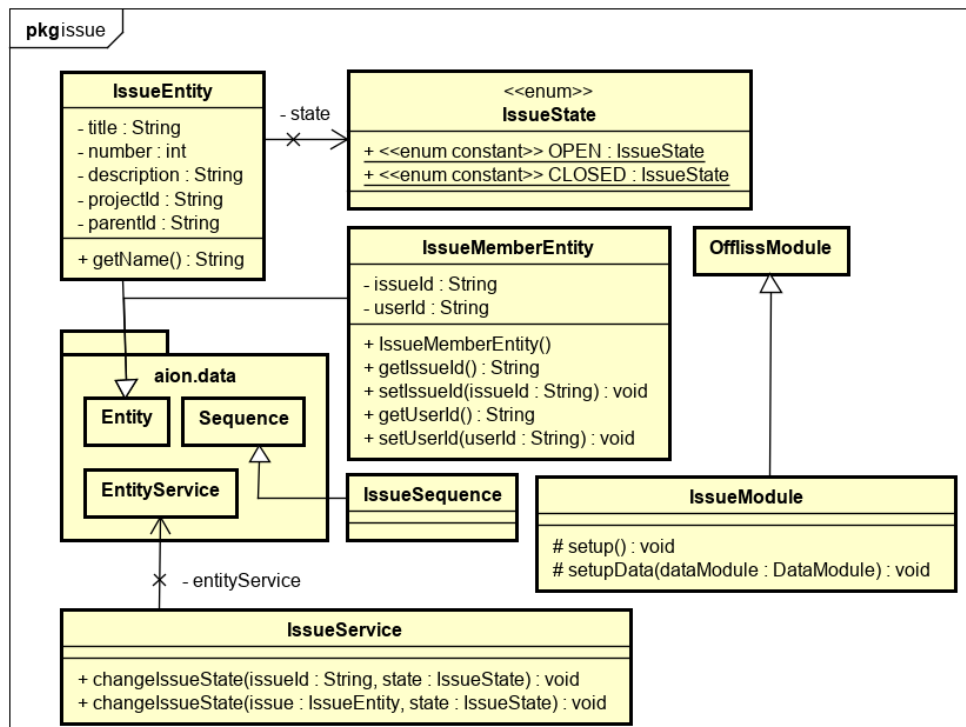 pkg issue
IssueEntity
- title : String
- number : int
- description : String
- projectId : String
- parentId : String
+ getName() : String
- state
<<enum>>
IssueState
+ <<enum constant>> OPEN : IssueState
+ <<enum constant>> CLOSED : IssueState
IssueMemberEntity
- issueId : String
- userId : String
+ IssueMemberEntity()
+ getIssueId() : String
+ setIssueId(issueId : String) : void
+ getUserId() : String
+ setUserId(userId : String) : void
OfflissModule
aion.data
Entity
Sequence
EntityService
IssueSequence
IssueModule
# setup() : void
# setupData(dataModule : DataModule) : void
- entityService
IssueService
+ changeIssueState(issueId : String, state : IssueState) : void
+ changeIssueState(issue : IssueEntity, state : IssueState) : void